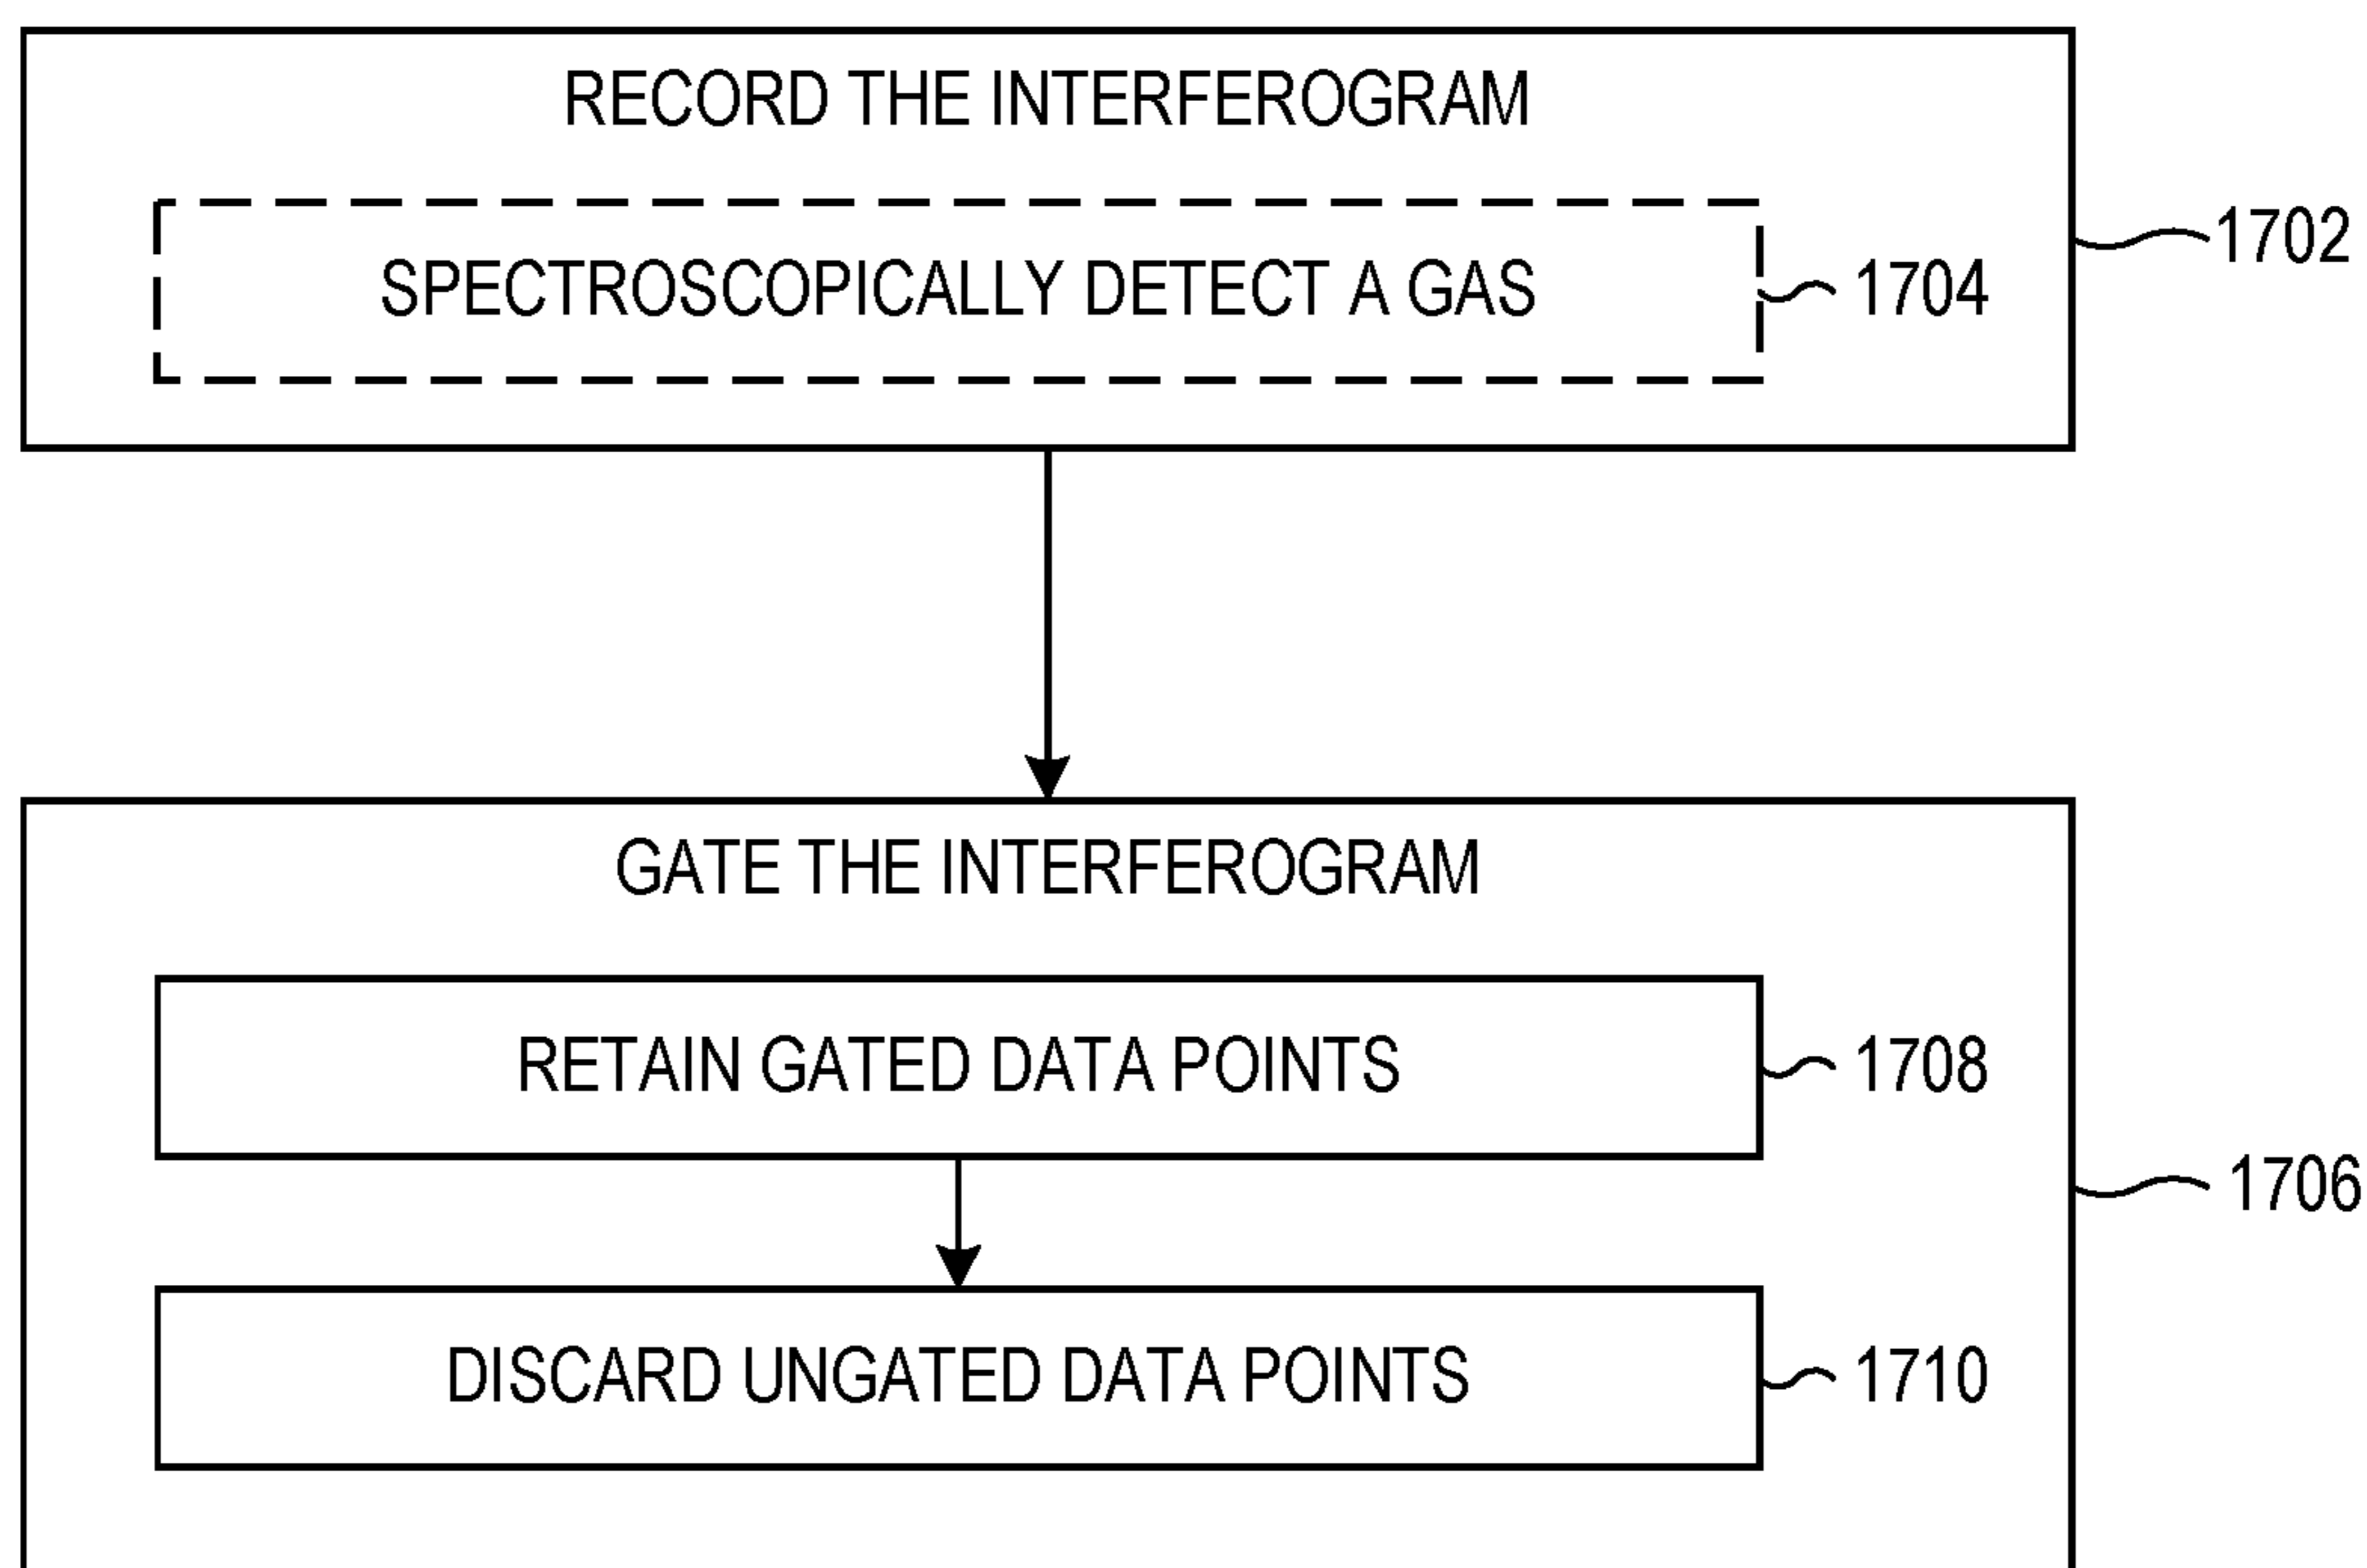 RECORD THE INTERFEROGRAM
1702
SPECTROSCOPICALLY DETECT A GAS
1704
GATE THE INTERFEROGRAM
RETAIN GATED DATA POINTS
1708
1706
DISCARD UNGATED DATA POINTS
1710